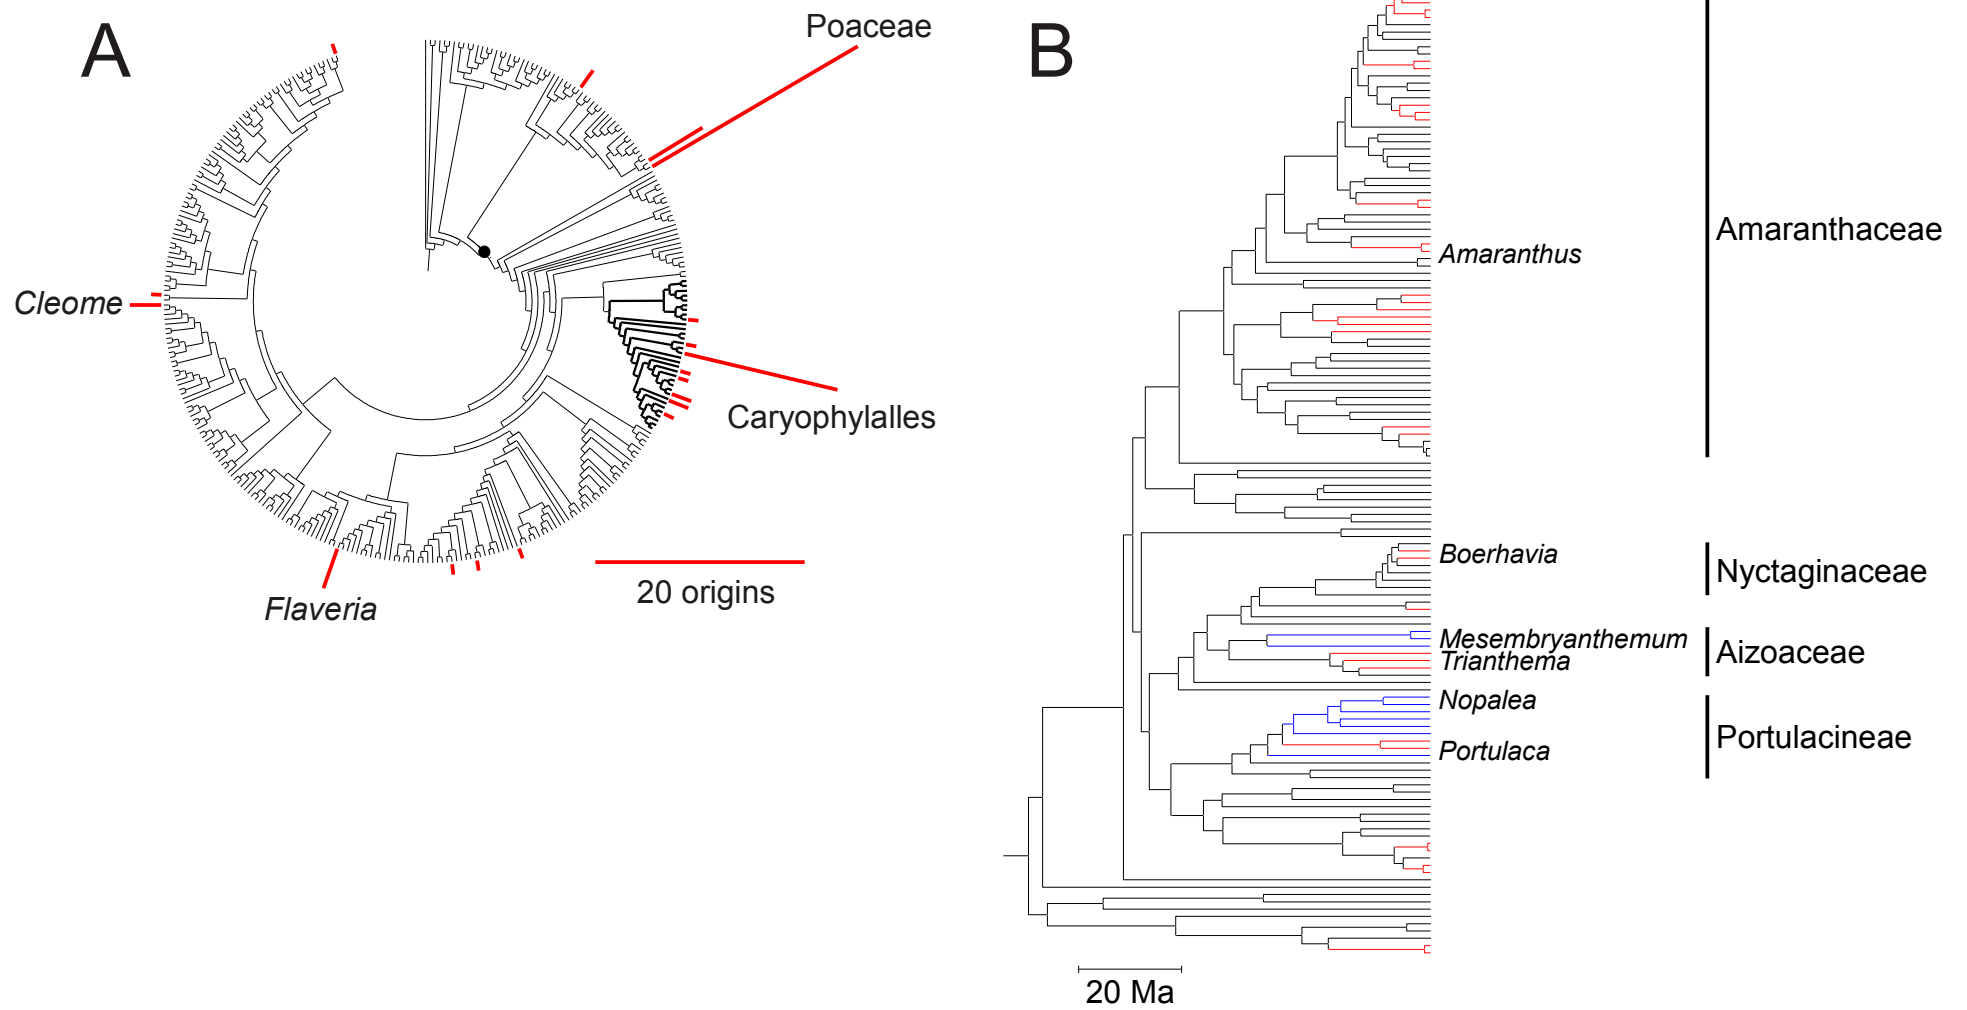 A
Poaceae
Cleome
Caryophylalles
20 origins
Flaveria
B
Amaranthaceae
Amaranthus
Boerhavia
Nyctaginaceae
Mesembryanthemum
Trianthema
Aizoaceae
Nopalea
Portulaca
Portulacineae
20 Ma